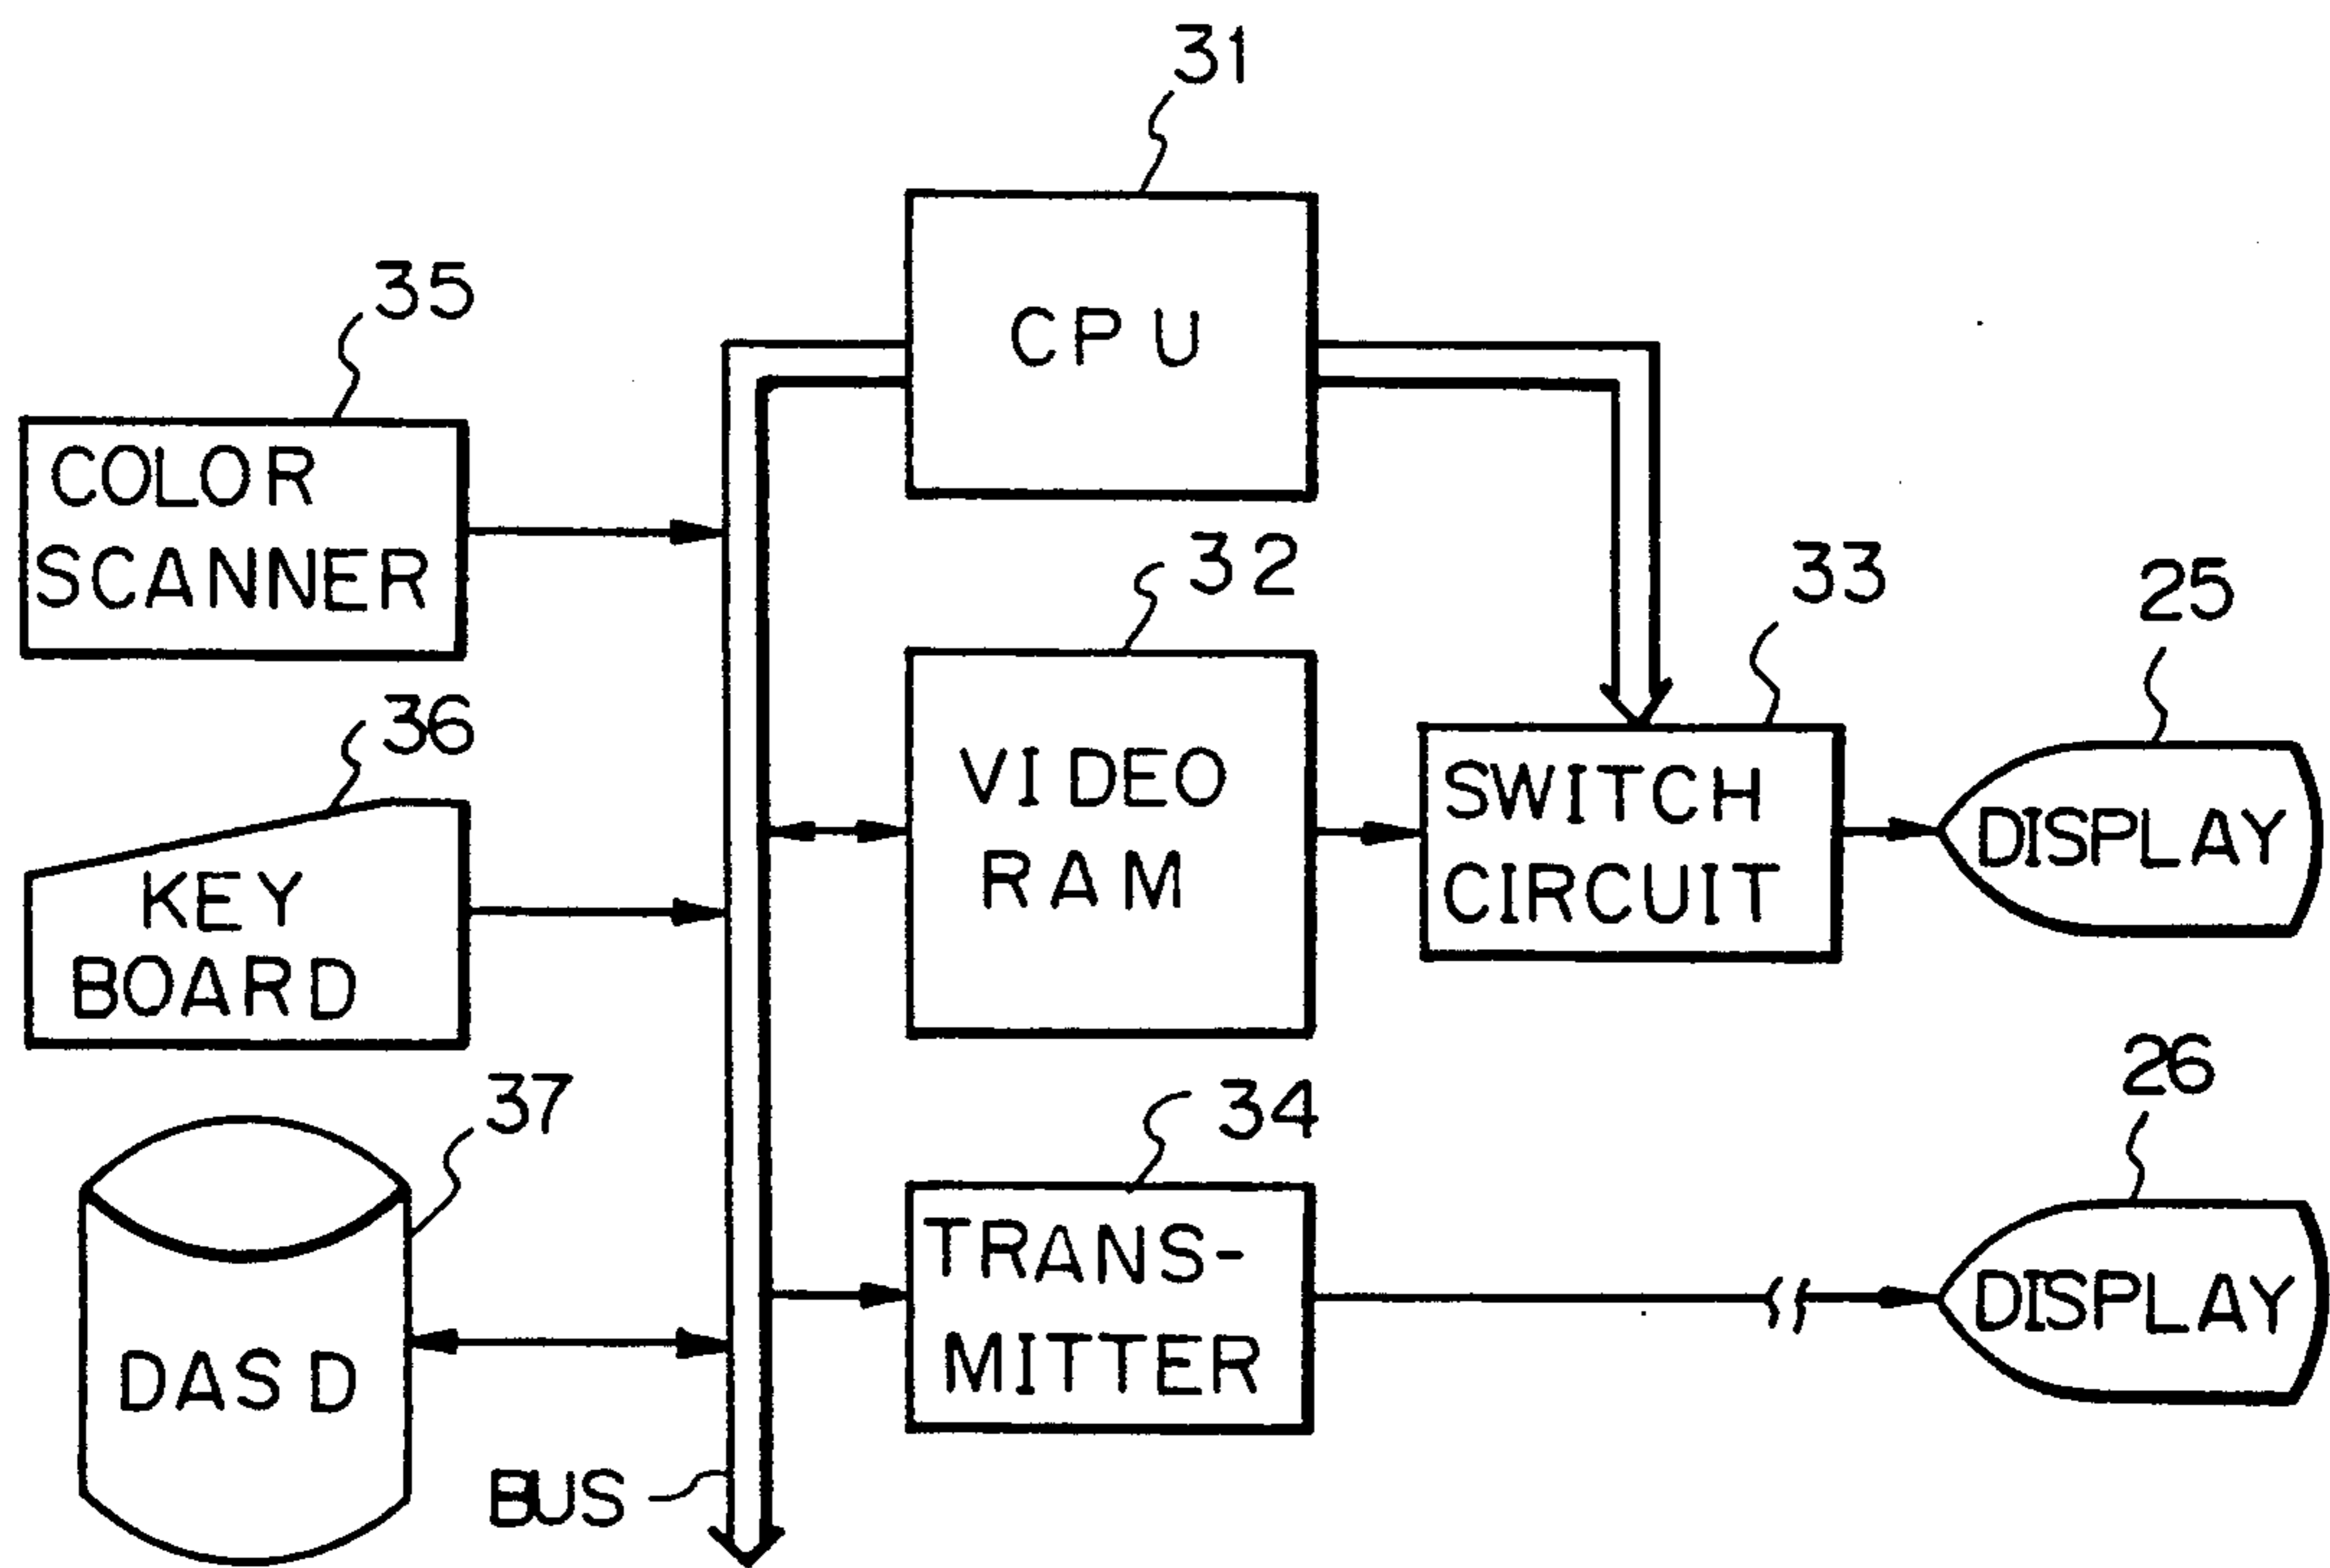 31
CPU
35
COLOR
SCANNER
32
VIDEO
RAM
33
SWITCH
CIRCUIT
25
DISPLAY
36
KEY
BOARD
37
DASD
34
TRANS-
MITTER
26
DISPLAY
BUS